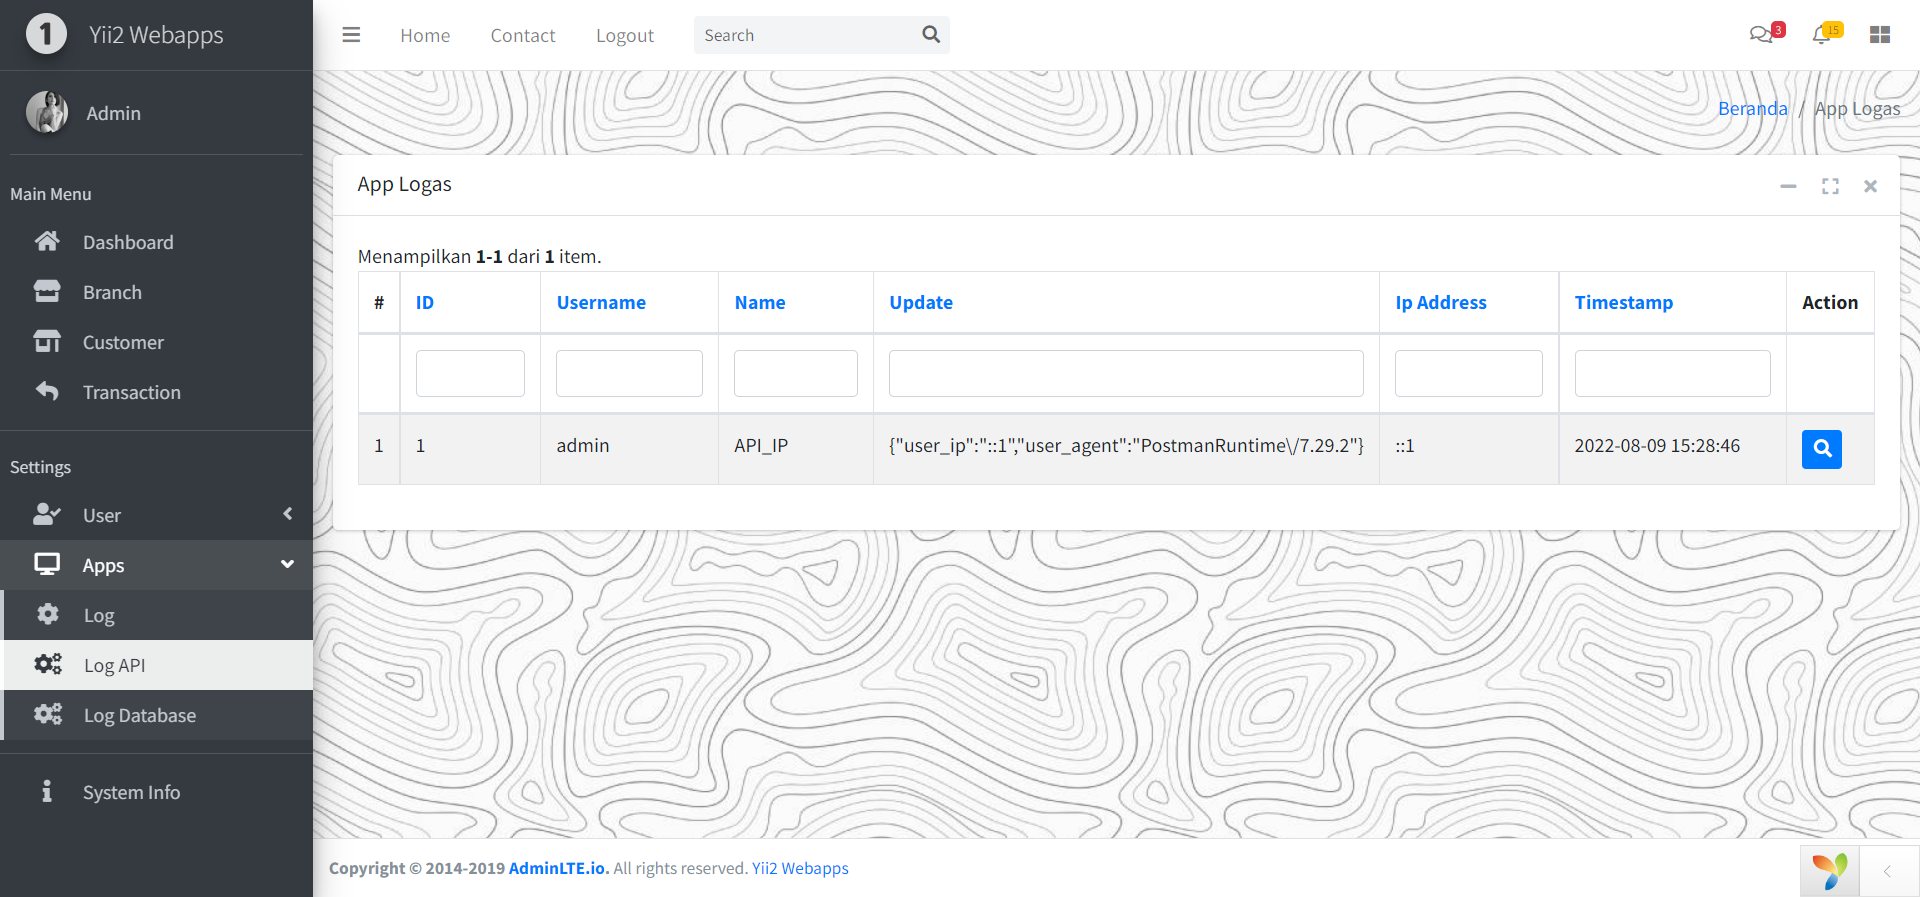 1 Yii2 Webapps
Home Contact Logout Search 3 15
Admin
Beranda / App Logas
Main Menu
Dashboard
Branch
Customer
Transaction
Settings
User
Apps
Log
Log API
Log Database
System Info
App Logas
Menampilkan 1-1 dari 1 item.
# ID Username Name Update Ip Address Timestamp Action
1 1 admin API_IP {"user_ip":"::1","user_agent":"PostmanRuntime\/7.29.2"} ::1 2022-08-09 15:28:46
Copyright © 2014-2019 AdminLTE.io. All rights reserved. Yii2 Webapps